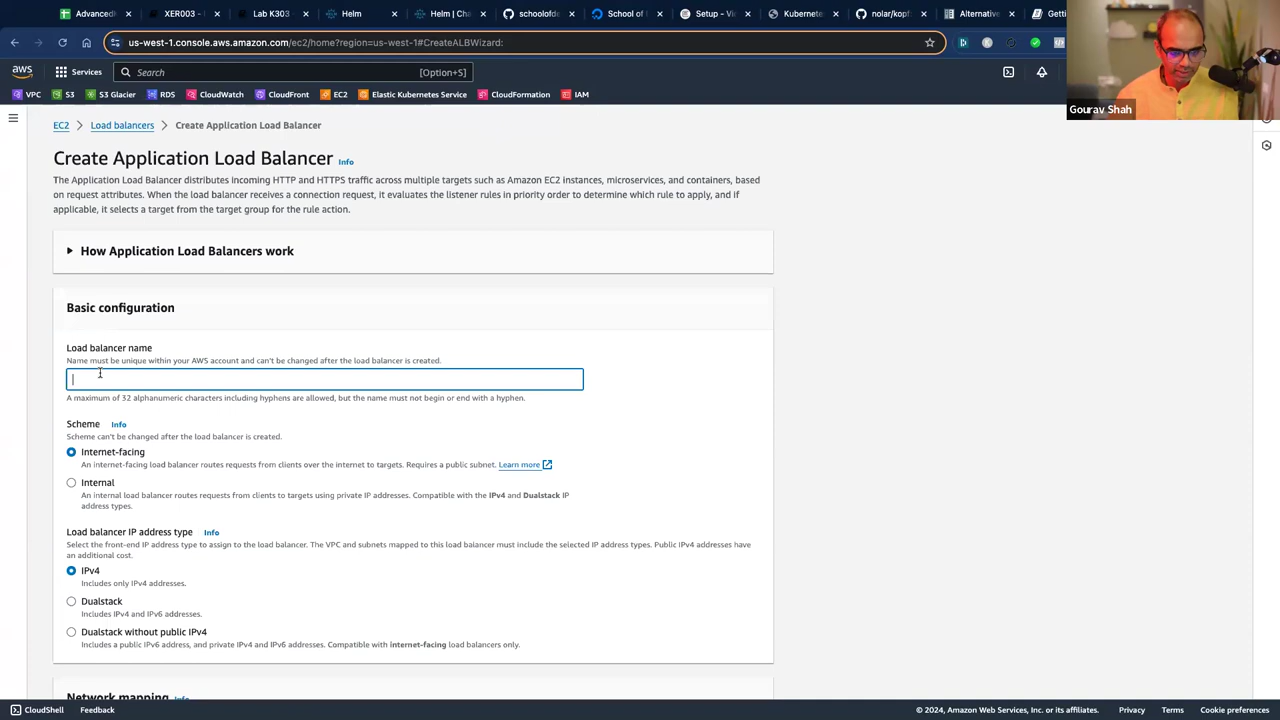 AdvancedK
XER003 -
Lab K303
Helm
Helm | Cha
schoolofde
School of
Setup - Vi
Kubernete
nolar/kopf
Alternative
Getti
us-west-1.console.aws.amazon.com/ec2/home?region=us-west-1#CreateALBWizard:
aws
Services
Search
[Option+S]
VPC
S3
S3 Glacier
RDS
CloudWatch
CloudFront
EC2
Elastic Kubernetes Service
CloudFormation
IAM
Gourav Shah
EC2 > Load balancers > Create Application Load Balancer
Create Application Load Balancer Info
The Application Load Balancer distributes incoming HTTP and HTTPS traffic across multiple targets such as Amazon EC2 instances, microservices, and containers, based
on request attributes. When the load balancer receives a connection request, it evaluates the listener rules in priority order to determine which rule to apply, and if
applicable, it selects a target from the target group for the rule action.
How Application Load Balancers work
Basic configuration
Load balancer name
Name must be unique within your AWS account and can't be changed after the load balancer is created.
A maximum of 32 alphanumeric characters including hyphens are allowed, but the name must not begin or end with a hyphen.
Scheme Info
Scheme can't be changed after the load balancer is created.
Internet-facing
An internet-facing load balancer routes requests from clients over the internet to targets. Requires a public subnet. Learn more
Internal
An internal load balancer routes requests from clients to targets using private IP addresses. Compatible with the IPv4 and Dualstack IP
address types.
Load balancer IP address type Info
Select the front-end IP address type to assign to the load balancer. The VPC and subnets mapped to this load balancer must include the selected IP address types. Public IPv4 addresses have
an additional cost.
IPv4
Includes only IPv4 addresses.
Dualstack
Includes IPv4 and IPv6 addresses.
Dualstack without public IPv4
Includes a public IPv6 address, and private IPv4 and IPv6 addresses. Compatible with internet-facing load balancers only.
Network mapping Info
CloudShell
Feedback
© 2024, Amazon Web Services, Inc. or its affiliates.
Privacy
Terms
Cookie preferences